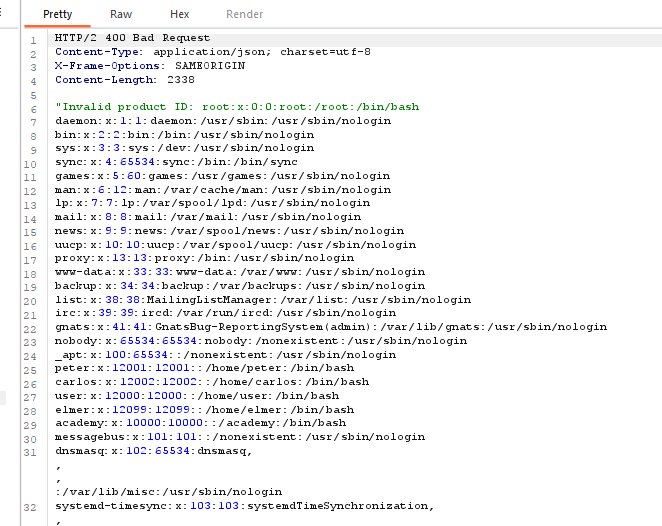 Pretty Raw Hex Render
1 HTTP/2 400 Bad Request
2 Content-Type: application/json; charset=utf-8
3 X-Frame-Options: SAMEORIGIN
4 Content-Length: 2338
5
6 "Invalid product ID: root:x:0:0:root:/root:/bin/bash
7 daemon:x:1:1:daemon:/usr/sbin:/usr/sbin/nologin
8 bin:x:2:2:bin:/bin:/usr/sbin/nologin
9 sys:x:3:3:sys:/dev:/usr/sbin/nologin
10 sync:x:4:65534:sync:/bin:/bin/sync
11 games:x:5:60:games:/usr/games:/usr/sbin/nologin
12 man:x:6:12:man:/var/cache/man:/usr/sbin/nologin
13 lp:x:7:7:lp:/var/spool/lpd:/usr/sbin/nologin
14 mail:x:8:8:mail:/var/mail:/usr/sbin/nologin
15 news:x:9:9:news:/var/spool/news:/usr/sbin/nologin
16 uucp:x:10:10:uucp:/var/spool/uucp:/usr/sbin/nologin
17 proxy:x:13:13:proxy:/bin:/usr/sbin/nologin
18 www-data:x:33:33:www-data:/var/www:/usr/sbin/nologin
19 backup:x:34:34:backup:/var/backups:/usr/sbin/nologin
20 list:x:38:38:MailingListManager:/var/list:/usr/sbin/nologin
21 irc:x:39:39:ircd:/var/run/ircd:/usr/sbin/nologin
22 gnats:x:41:41:GnatsBug-ReportingSystem(admin):/var/lib/gnats:/usr/sbin/nologin
23 nobody:x:65534:65534:nobody:/nonexistent:/usr/sbin/nologin
24 _apt:x:100:65534::/nonexistent:/usr/sbin/nologin
25 peter:x:12001:12001::/home/peter:/bin/bash
26 carlos:x:12002:12002::/home/carlos:/bin/bash
27 user:x:12000:12000::/home/user:/bin/bash
28 elmer:x:12099:12099::/home/elmer:/bin/bash
29 academy:x:10000:10000::/academy:/bin/bash
30 messagebus:x:101:101::/nonexistent:/usr/sbin/nologin
31 dnsmasq:x:102:65534:dnsmasq,
,
,
:/var/lib/misc:/usr/sbin/nologin
32 systemd-timesync:x:103:103:systemdTimeSynchronization,
,